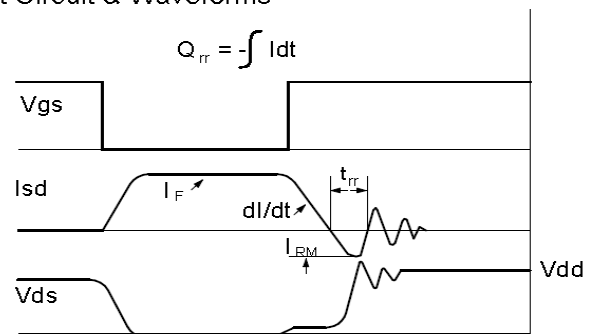 t Circuit & Waveforms
Q rr = -∫ Idt
Vgs
Isd
I F
dI/dt
t rr
I RM
Vds
Vdd